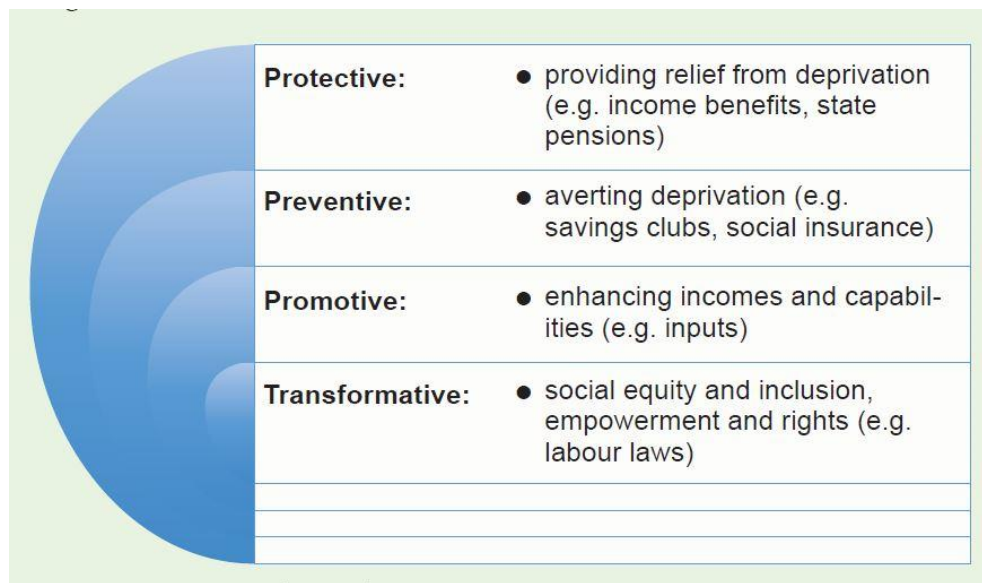 Protective:
● providing relief from deprivation
(e.g. income benefits, state
pensions)
Preventive:
● averting deprivation (e.g.
savings clubs, social insurance)
Promotive:
● enhancing incomes and capabil-
ities (e.g. inputs)
Transformative:
● social equity and inclusion,
empowerment and rights (e.g.
labour laws)